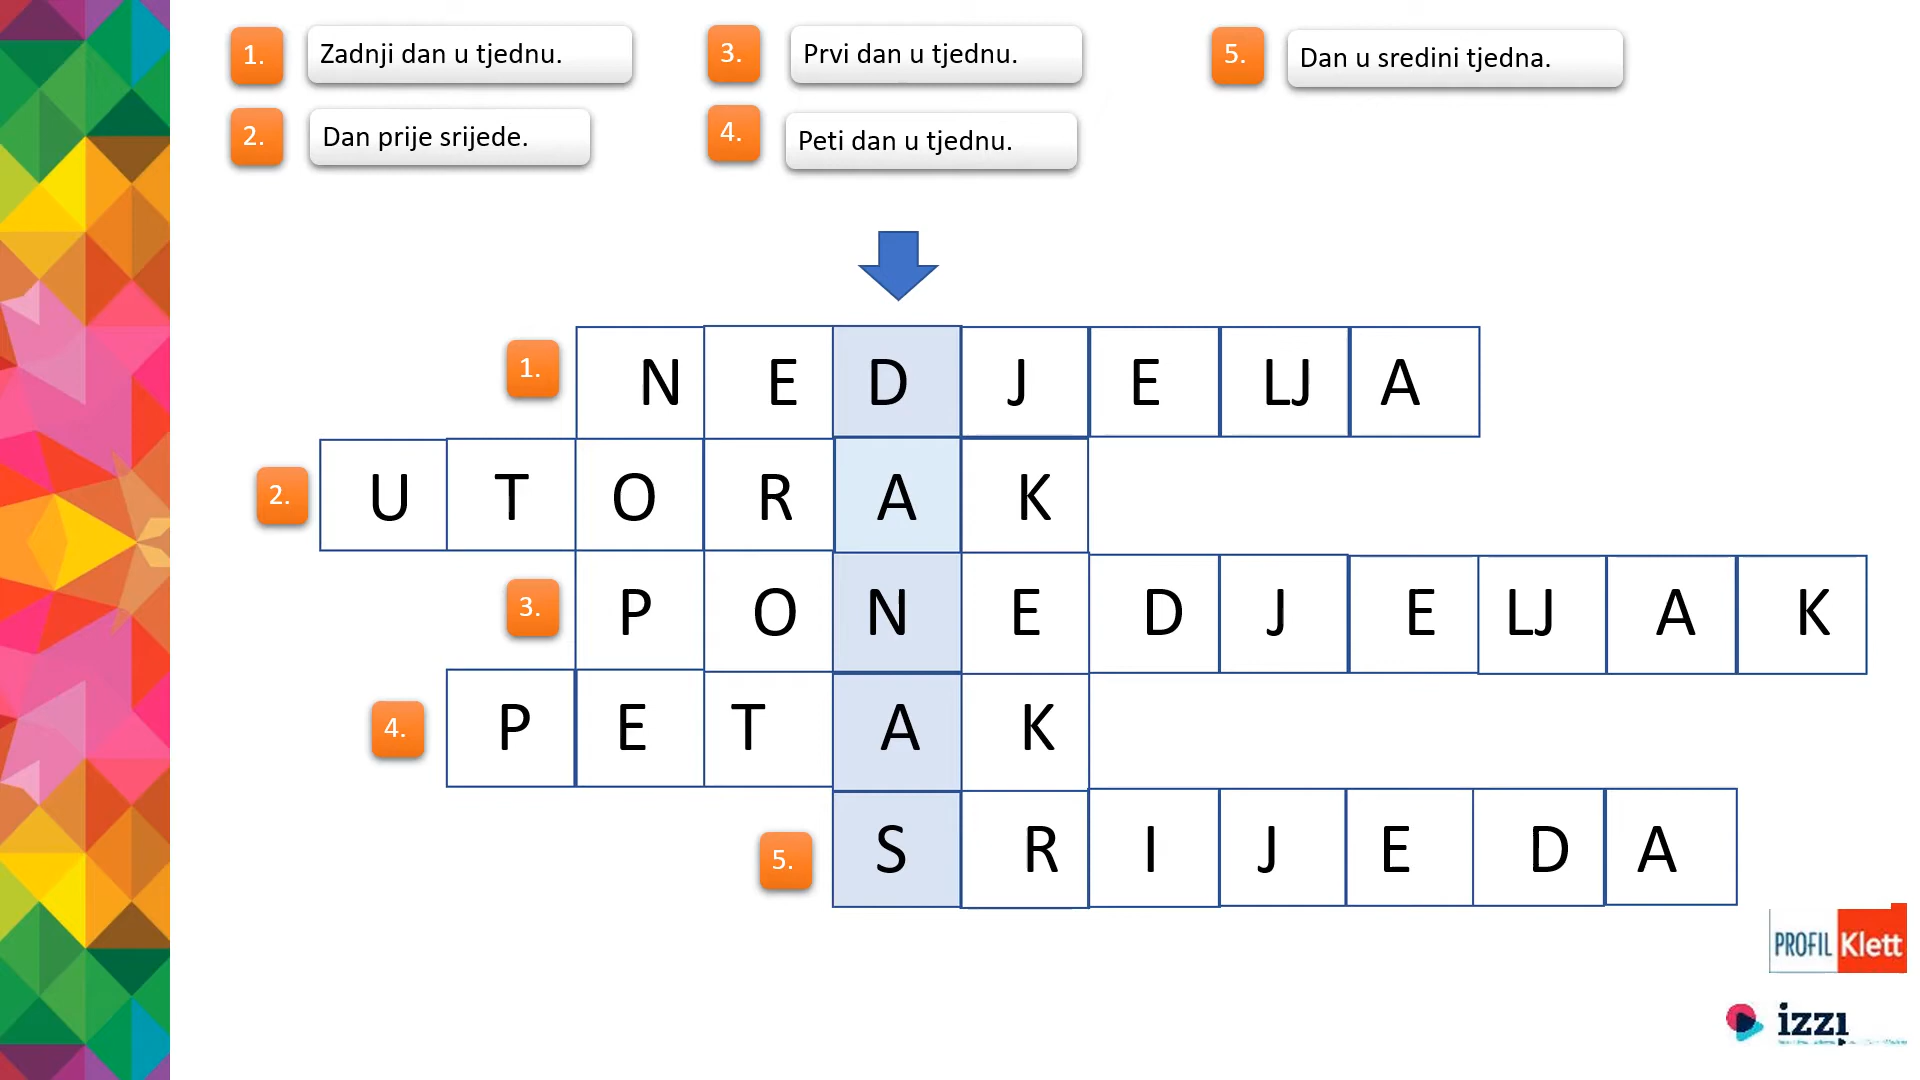 1. Zadnji dan u tjednu.
2. Dan prije srijede.
3. Prvi dan u tjednu.
4. Peti dan u tjednu.
5. Dan u sredini tjedna.
1. N E D J E LJ A
2. U T O R A K
3. P O N E D J E LJ A K
4. P E T A K
5. S R I J E D A
PROFIL Klett
izzi